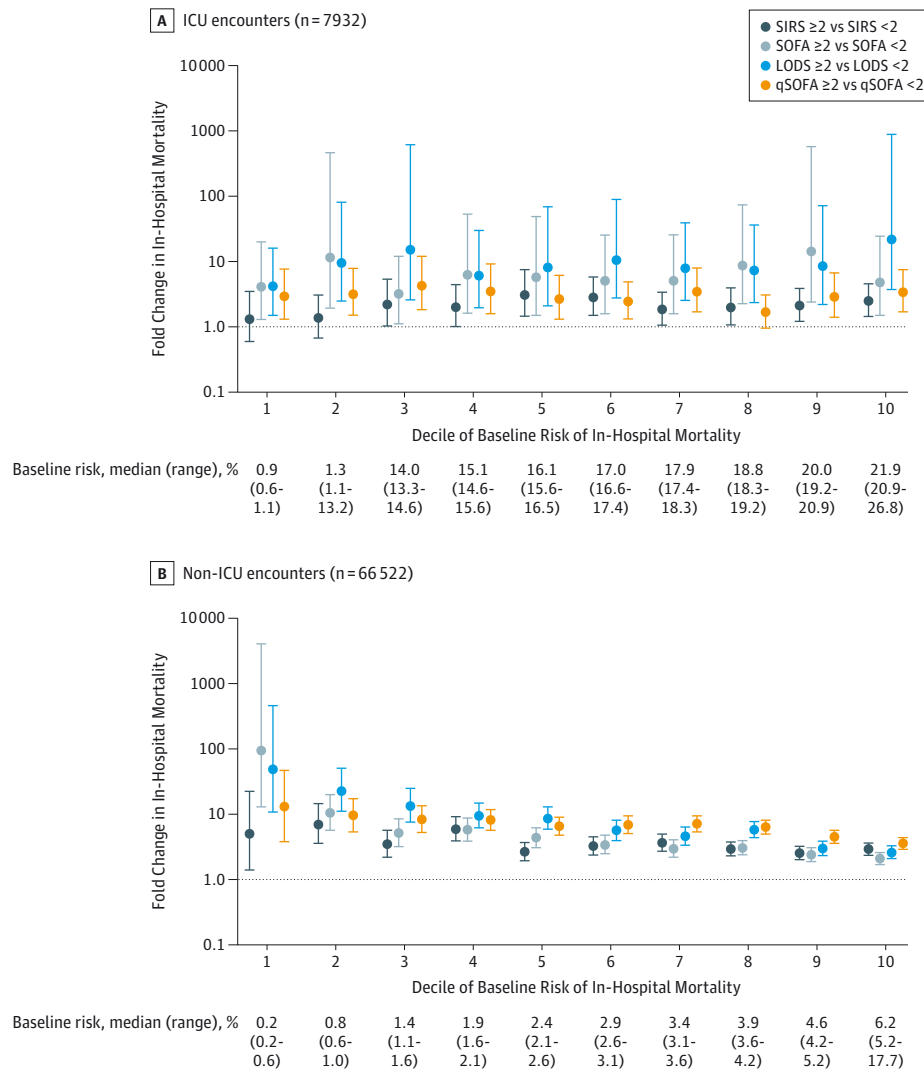 A ICU encounters (n = 7932)
SIRS ≥2 vs SIRS <2
SOFA ≥2 vs SOFA <2
LODS ≥2 vs LODS <2
qSOFA ≥2 vs qSOFA <2
Fold Change in In-Hospital Mortality
10 000
1000
100
10
1.0
0.1
1 2 3 4 5 6 7 8 9 10
Decile of Baseline Risk of In-Hospital Mortality
Baseline risk, median (range), % 0.9 1.3 14.0 15.1 16.1 17.0 17.9 18.8 20.0 21.9
(0.6- (1.1- (13.3- (14.6- (15.6- (16.6- (17.4- (18.3- (19.2- (20.9-
1.1) 13.2) 14.6) 15.6) 16.5) 17.4) 18.3) 19.2) 20.9) 26.8)
B Non-ICU encounters (n = 66 522)
Fold Change in In-Hospital Mortality
10 000
1000
100
10
1.0
0.1
1 2 3 4 5 6 7 8 9 10
Decile of Baseline Risk of In-Hospital Mortality
Baseline risk, median (range), % 0.2 0.8 1.4 1.9 2.4 2.9 3.4 3.9 4.6 6.2
(0.2- (0.6- (1.1- (1.6- (2.1- (2.6- (3.1- (3.6- (4.2- (5.2-
0.6) 1.0) 1.6) 2.1) 2.6) 3.1) 3.6) 4.2) 5.2) 17.7)